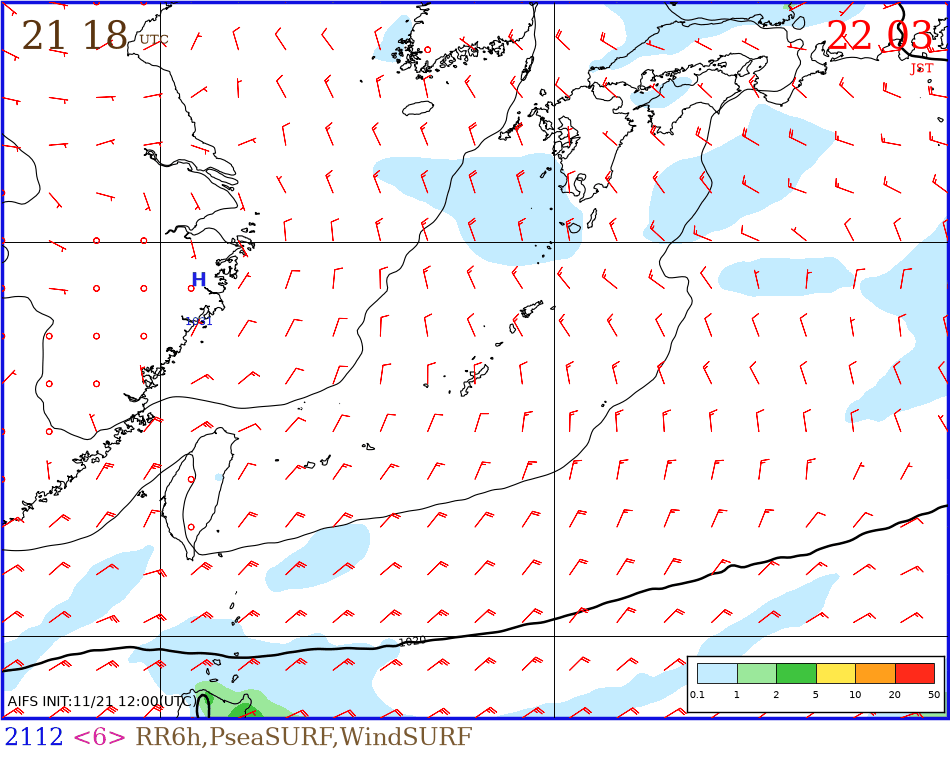 21 18 UTC
22 03 JST
H
1031
1020
AIFS INIT:11/21 12:00(UTC)
0.1 1 2 5 10 20 50
2112 <6> RR6h,PseaSURF,WindSURF